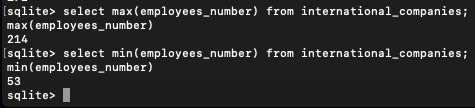 sqlite> select max(employees_number) from international_companies;
max(employees_number)
214
sqlite> select min(employees_number) from international_companies;
min(employees_number)
53
sqlite>